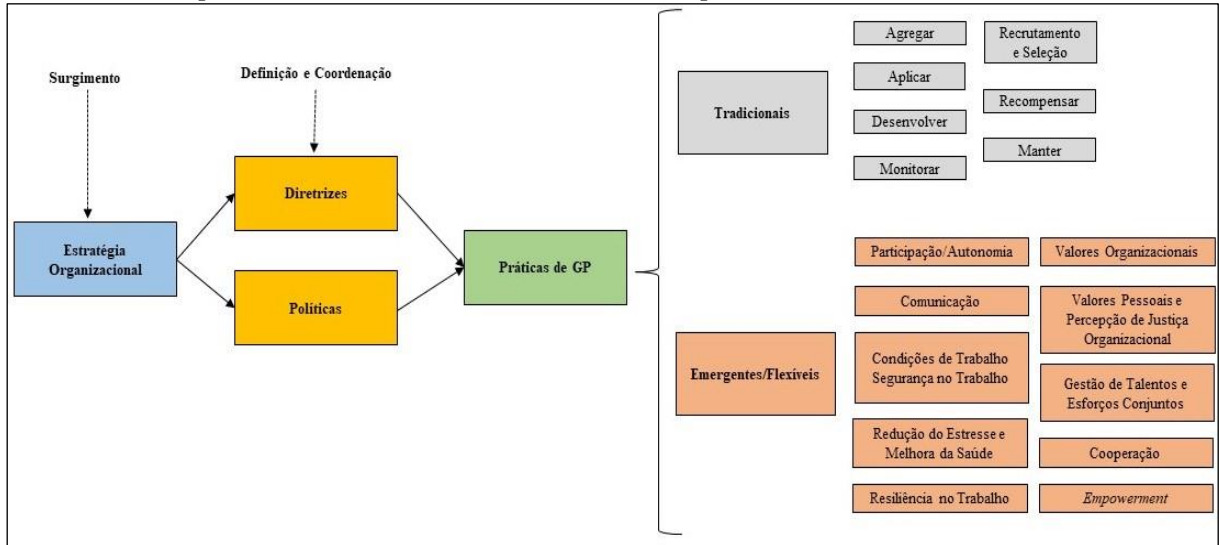 Surgimento
Definição e Coordenação
Estratégia
Organizacional
Diretrizes
Políticas
Práticas de GP
Tradicionais
Agregar
Recrutamento
e Seleção
Aplicar
Recompensar
Desenvolver
Manter
Monitorar
Emergentes/Flexíveis
Participação/Autonomia
Valores Organizacionais
Comunicação
Valores Pessoais e
Percepção de Justiça
Organizacional
Condições de Trabalho
Segurança no Trabalho
Gestão de Talentos e
Esforços Conjuntos
Redução do Estresse e
Melhora da Saúde
Cooperação
Resiliência no Trabalho
Empowerment